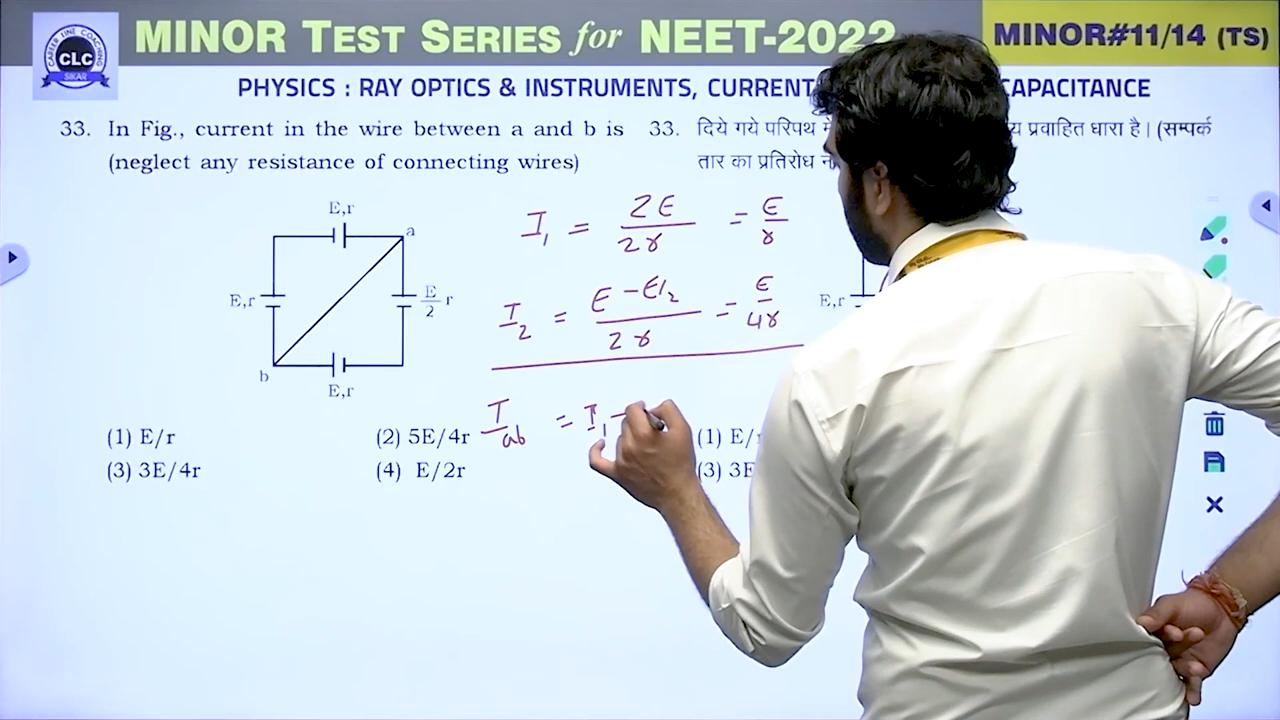 CAREER LINE COACHING
CLC
SIKAR
MINOR TEST SERIES for NEET-2022
MINOR#11/14 (TS)
PHYSICS : RAY OPTICS & INSTRUMENTS, CURRENT APACITANCE
33. In Fig., current in the wire between a and b is
(neglect any resistance of connecting wires)
E,r
a
E,r
E/2 r
b
E,r
(1) E/r (2) 5E/4r
(3) 3E/4r (4) E/2r
I₁ = 2E/2r = E/r
I₂ = E-E/2/2r = E/4r
I ab = I₁
33. दिये गये परिपथ प्रवाहित धारा है। (सम्पर्क
तार का प्रतिरोध
E,r
(1) E/r
(3) 3E